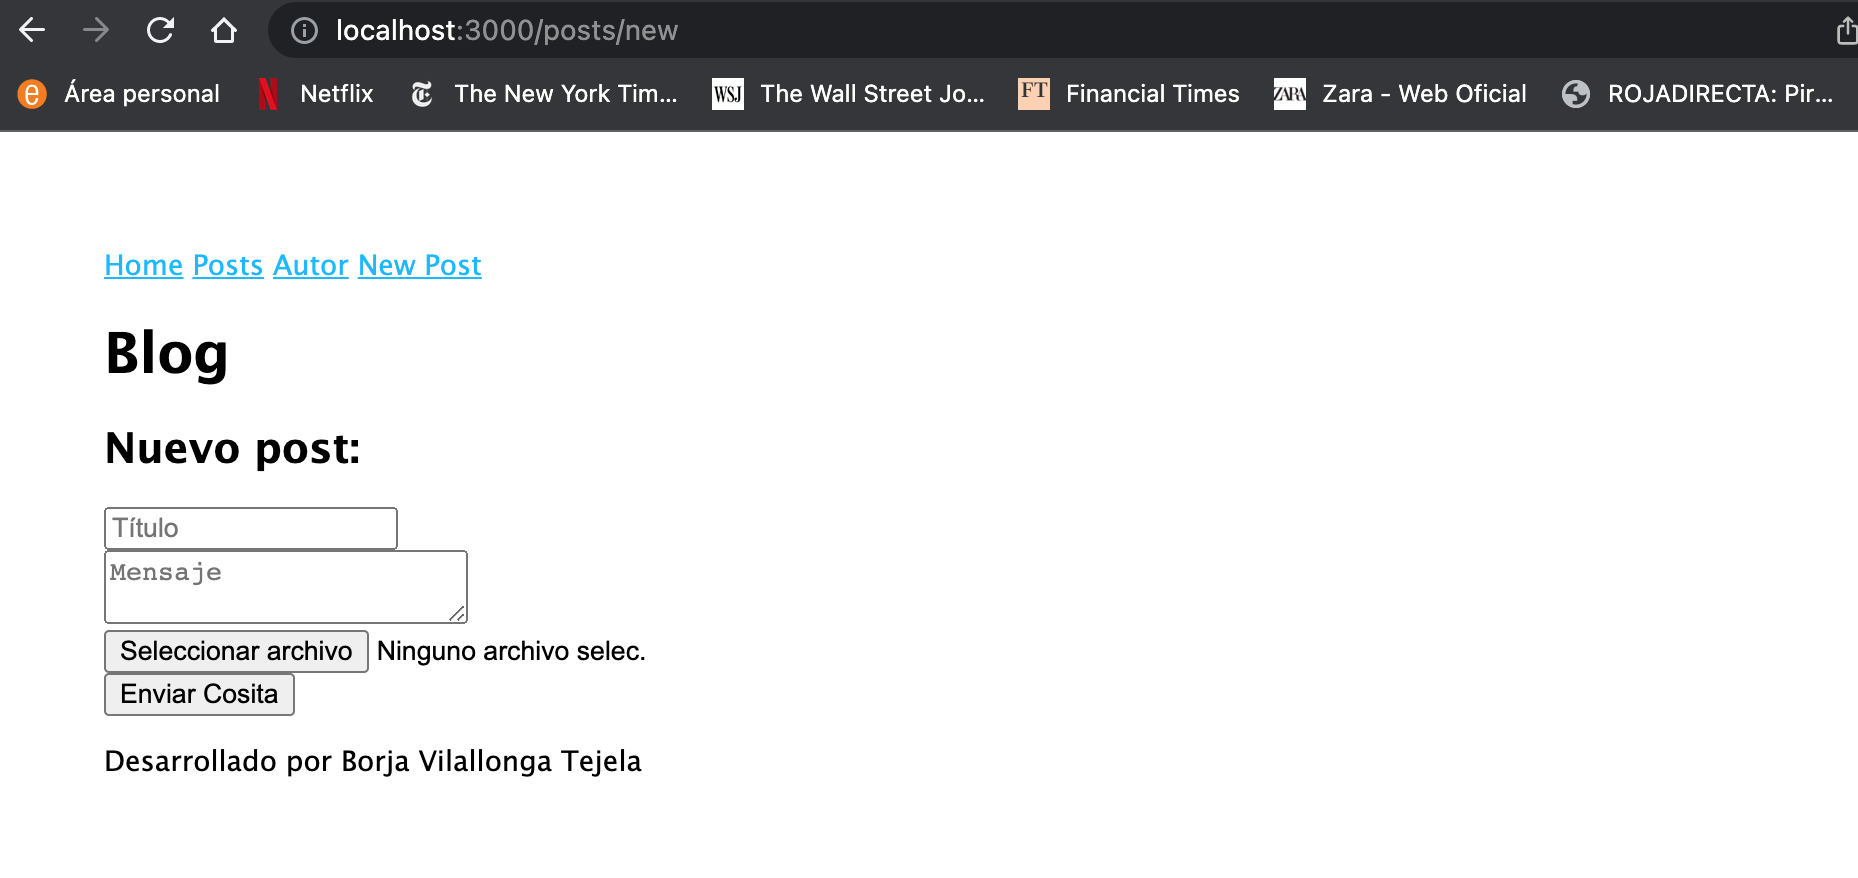 localhost:3000/posts/new
e Área personal Netflix The New York Tim... WSJ The Wall Street Jo... FT Financial Times ZARA Zara - Web Oficial ROJADIRECTA: Pir...
Home Posts Autor New Post
Blog
Nuevo post:
Título
Mensaje
Seleccionar archivo Ninguno archivo selec.
Enviar Cosita
Desarrollado por Borja Vilallonga Tejela